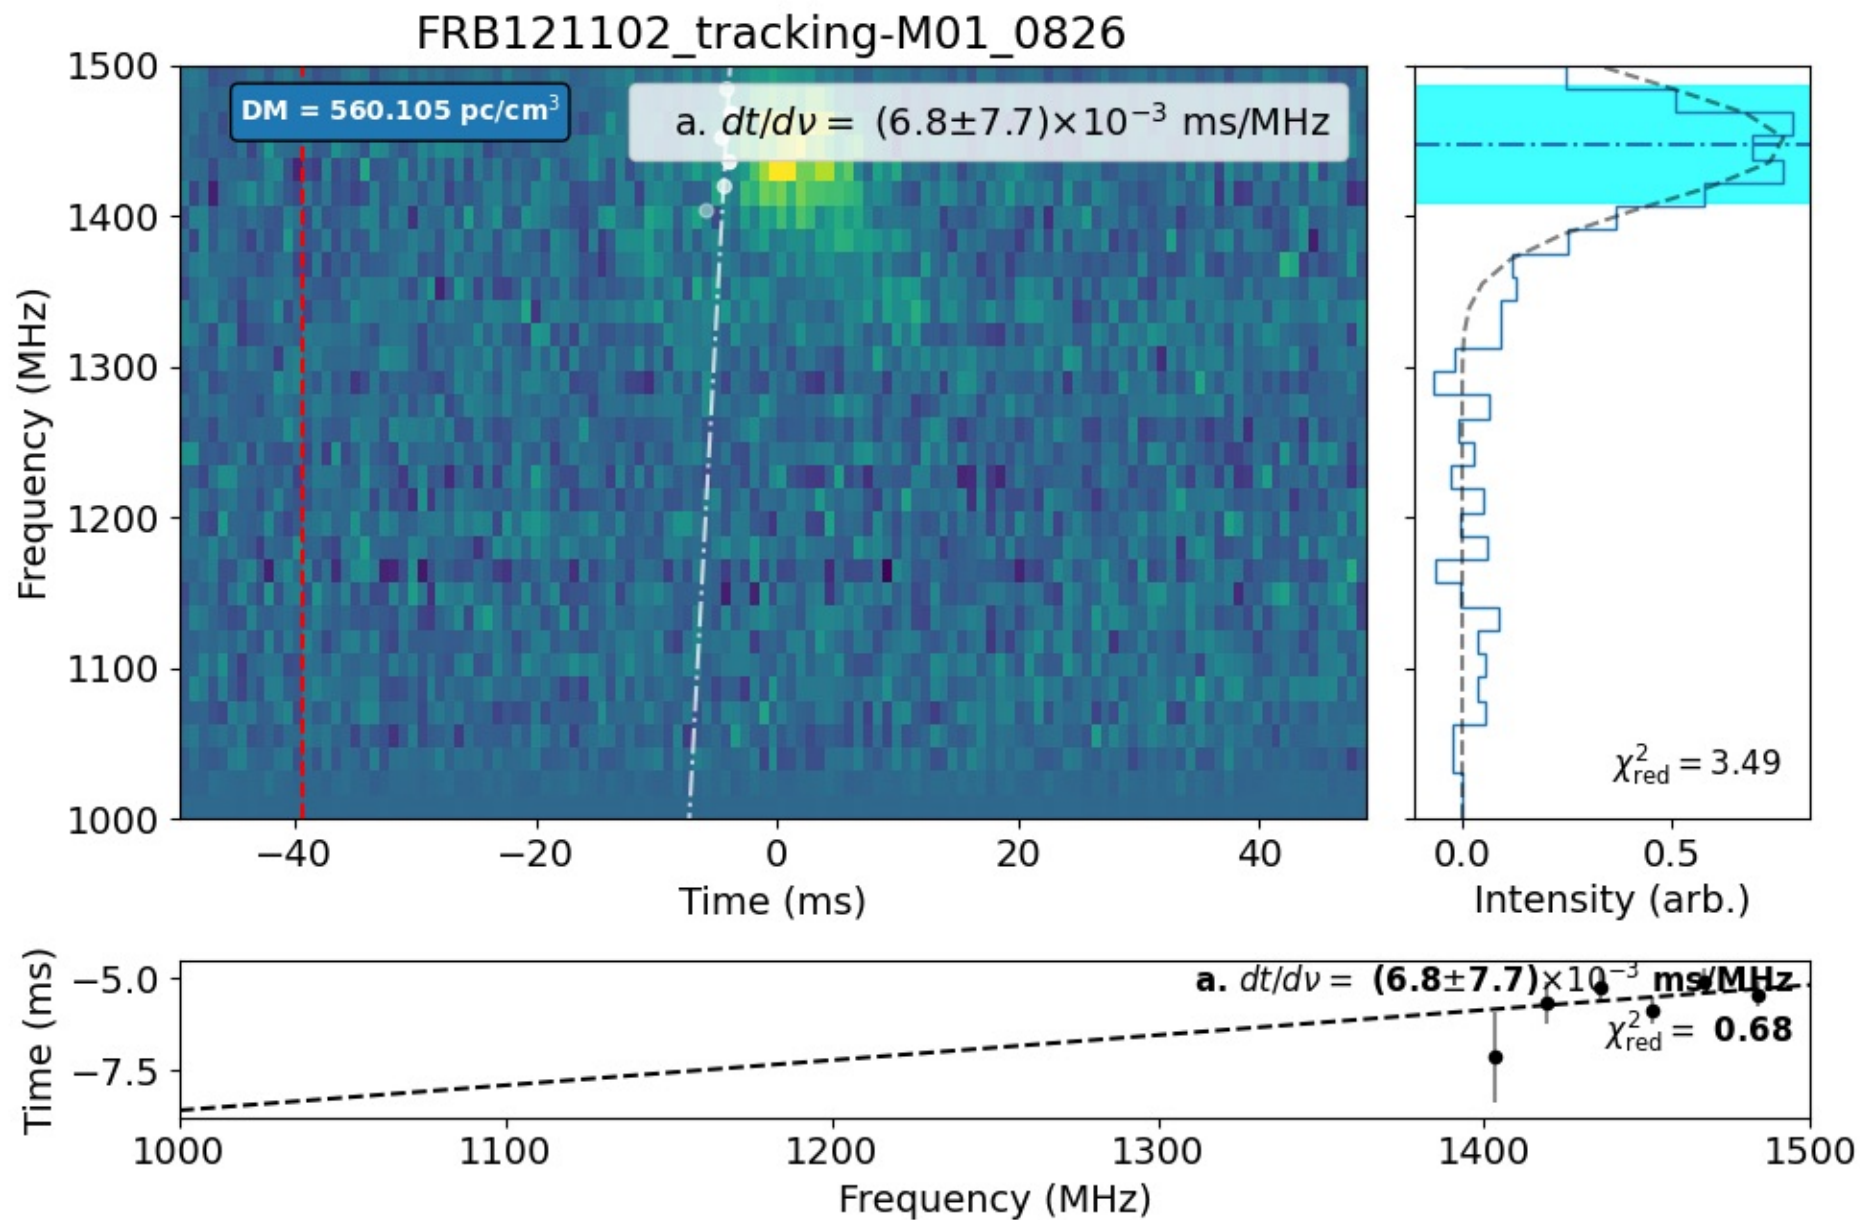 FRB121102_tracking-M01_0826
DM = 560.105 pc/cm³
a. dt/dν = (6.8±7.7)×10⁻³ ms/MHz
1500
1400
1300
1200
1100
1000
Frequency (MHz)
−40 −20 0 20 40
Time (ms)
χ²red = 3.49
0.0 0.5
Intensity (arb.)
a. dt/dν = (6.8±7.7)×10⁻³ ms/MHz
χ²red = 0.68
−5.0
−7.5
Time (ms)
1000 1100 1200 1300 1400 1500
Frequency (MHz)